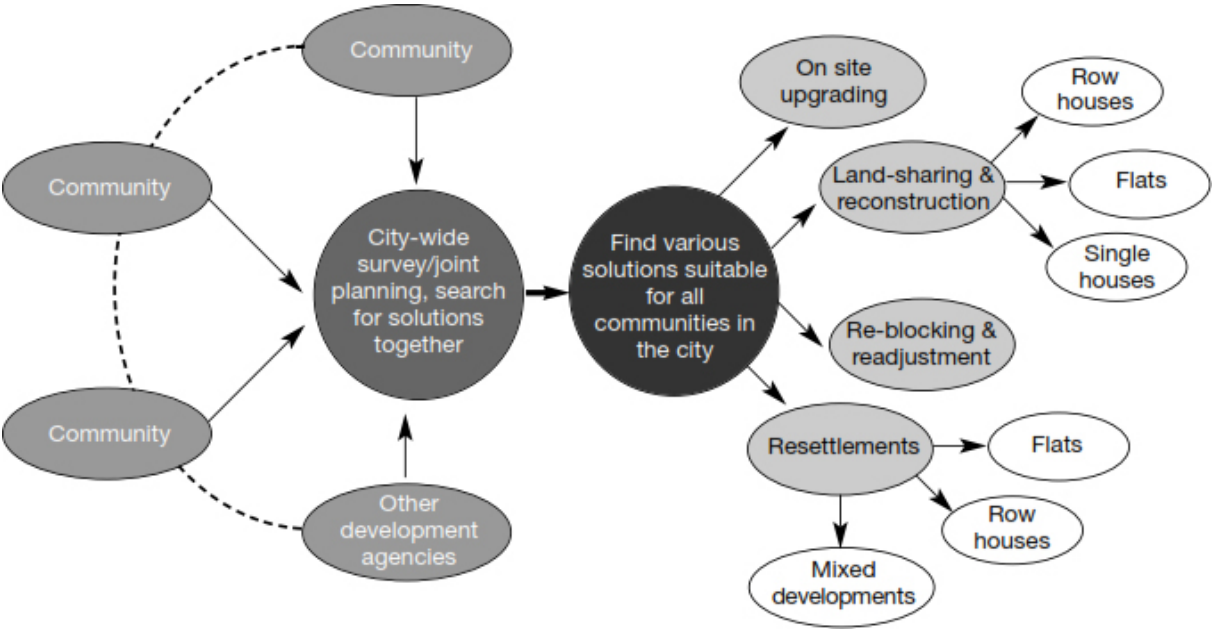 Community
Community
Community
Other
development
agencies
City-wide
survey/joint
planning, search
for solutions
together
Find various
solutions suitable
for all
communities in
the city
On site
upgrading
Land-sharing &
reconstruction
Row
houses
Flats
Single
houses
Re-blocking &
readjustment
Resettlements
Flats
Row
houses
Mixed
developments